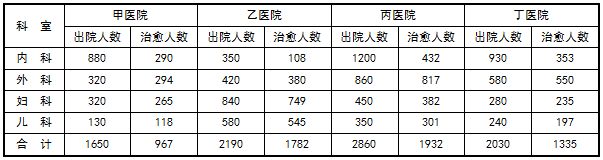 科 室 甲医院 乙医院 丙医院 丁医院
出院人数 治愈人数 出院人数 治愈人数 出院人数 治愈人数 出院人数 治愈人数
内 科 880 290 350 108 1200 432 930 353
外 科 320 294 420 380 860 817 580 550
妇 科 320 265 840 749 450 382 280 235
儿 科 130 118 580 545 350 301 240 197
合 计 1650 967 2190 1782 2860 1932 2030 1335